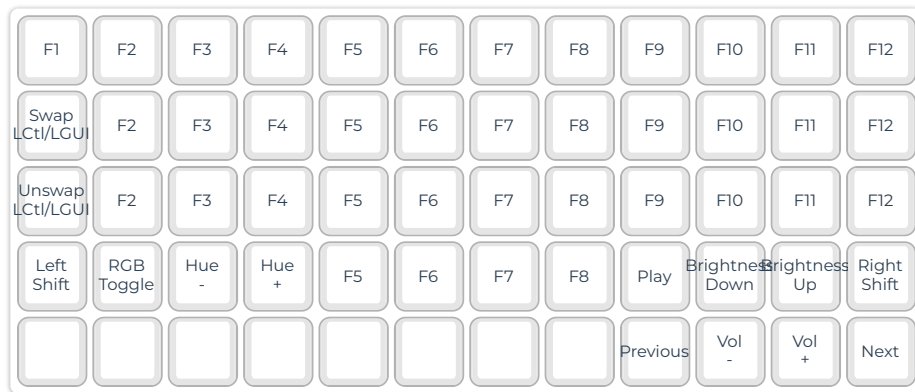 F1 F2 F3 F4 F5 F6 F7 F8 F9 F10 F11 F12
Swap
LCtl/LGUI F2 F3 F4 F5 F6 F7 F8 F9 F10 F11 F12
Unswap
LCtl/LGUI F2 F3 F4 F5 F6 F7 F8 F9 F10 F11 F12
Left RGB Hue Hue Brightness Brightness Right
Shift Toggle - + F5 F6 F7 F8 Play Down Up Shift
Vol Vol
Previous - + Next